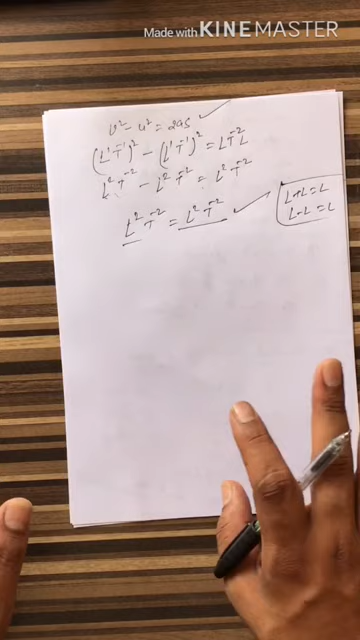 Made with KINEMASTER
v² - u² = 2as
(L¹T⁻¹)² - (L¹T⁻¹)² = LT⁻²L
L²T⁻² - L²T⁻² = L²T⁻²
L²T⁻² = L²T⁻²
L+L=L
L-L=L